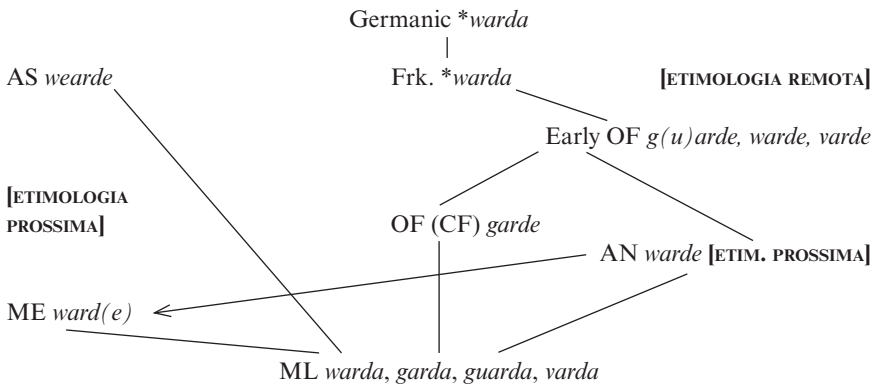 Germanic *warda
AS wearde Frk. *warda [ETIMOLOGIA REMOTA]
Early OF g(u)arde, warde, varde
[ETIMOLOGIA
PROSSIMA]
OF (CF) garde
AN warde [ETIM. PROSSIMA]
ME ward(e)
ML warda, garda, guarda, varda